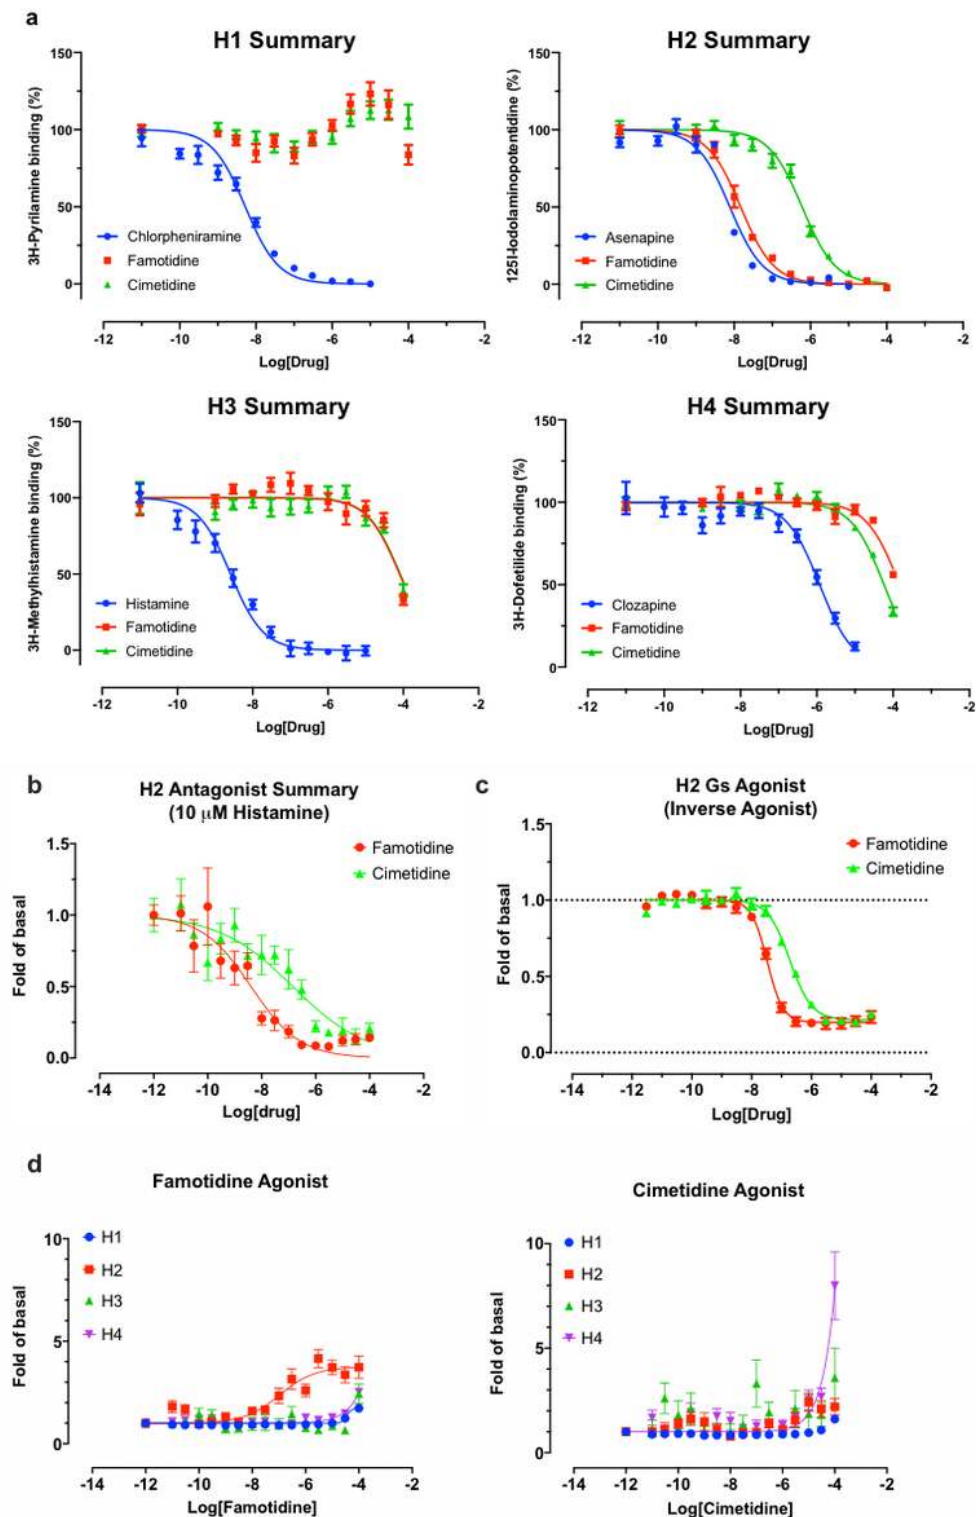 a
H1 Summary
3H-Pyrilamine binding (%)
150
100
50
0
Chlorpheniramine
Famotidine
Cimetidine
-12 -10 -8 -6 -4 -2
Log[Drug]
H2 Summary
125I-Iodolaminopotentidine (%)
150
100
50
0
Asenapine
Famotidine
Cimetidine
-12 -10 -8 -6 -4 -2
Log[Drug]
H3 Summary
3H-Methylhistamine binding (%)
150
100
50
0
Histamine
Famotidine
Cimetidine
-12 -10 -8 -6 -4 -2
Log[Drug]
H4 Summary
3H-Dofetilide binding (%)
150
100
50
0
Clozapine
Famotidine
Cimetidine
-12 -10 -8 -6 -4 -2
Log[Drug]
b
H2 Antagonist Summary
(10 μM Histamine)
Fold of basal
1.5
1.0
0.5
0.0
Famotidine
Cimetidine
-14 -12 -10 -8 -6 -4 -2
Log[drug]
c
H2 Gs Agonist
(Inverse Agonist)
Fold of basal
1.5
1.0
0.5
0.0
Famotidine
Cimetidine
-14 -12 -10 -8 -6 -4 -2
Log[Drug]
d
Famotidine Agonist
Fold of basal
10
5
0
H1
H2
H3
H4
-14 -12 -10 -8 -6 -4 -2
Log[Famotidine]
Cimetidine Agonist
Fold of basal
10
5
0
H1
H2
H3
H4
-14 -12 -10 -8 -6 -4 -2
Log[Cimetidine]